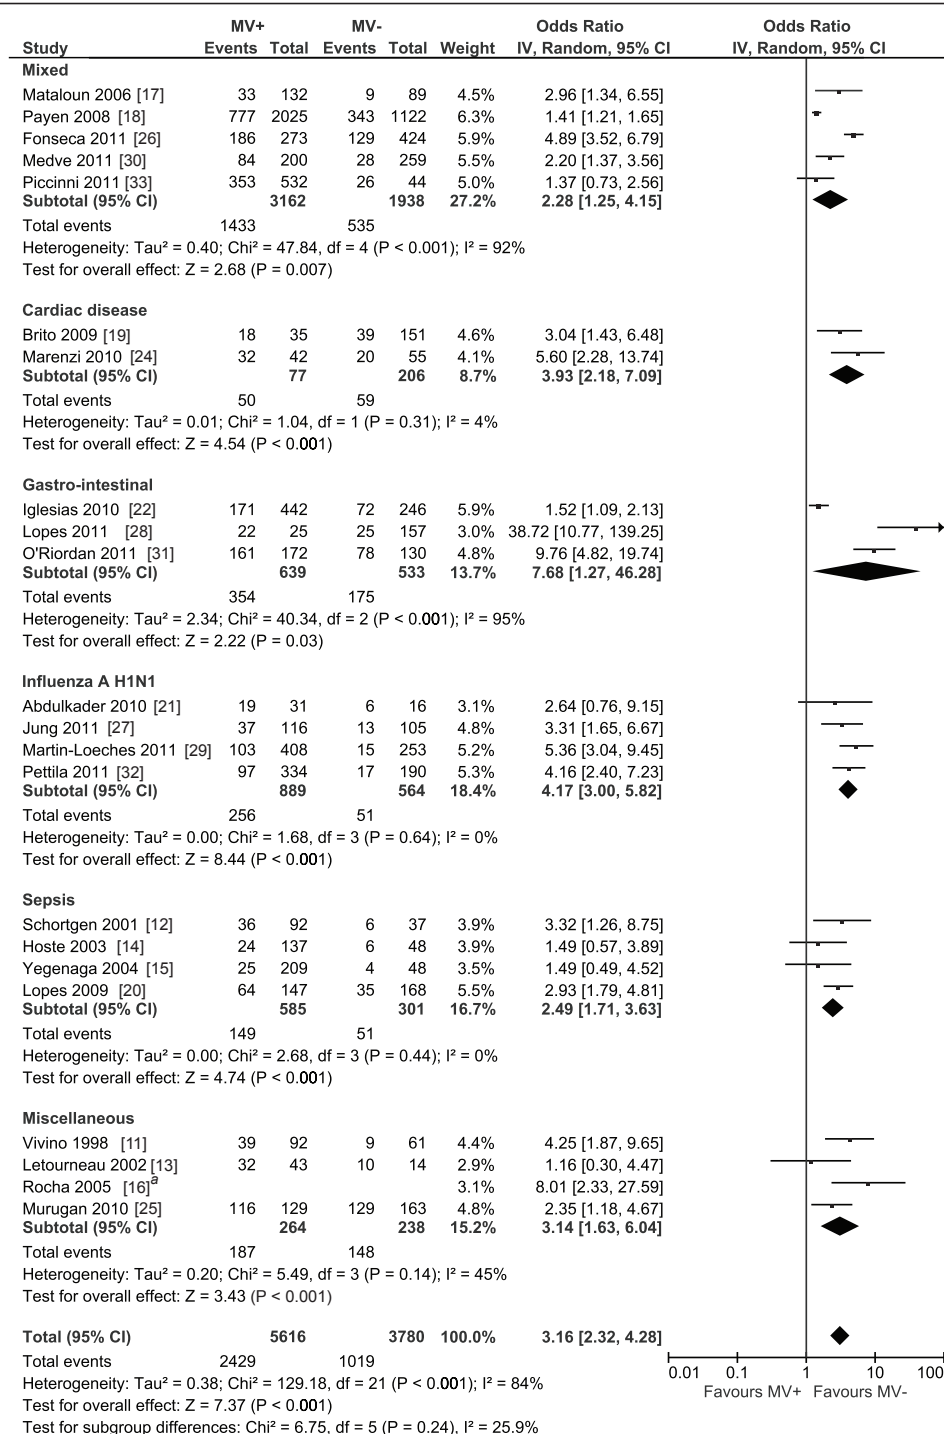 MV+ MV- Odds Ratio Odds Ratio
Study Events Total Events Total Weight IV, Random, 95% CI IV, Random, 95% CI
Mixed
Mataloun 2006 [17] 33 132 9 89 4.5% 2.96 [1.34, 6.55]
Payen 2008 [18] 777 2025 343 1122 6.3% 1.41 [1.21, 1.65]
Fonseca 2011 [26] 186 273 129 424 5.9% 4.89 [3.52, 6.79]
Medve 2011 [30] 84 200 28 259 5.5% 2.20 [1.37, 3.56]
Piccinni 2011 [33] 353 532 26 44 5.0% 1.37 [0.73, 2.56]
Subtotal (95% CI) 3162 1938 27.2% 2.28 [1.25, 4.15]
Total events 1433 535
Heterogeneity: Tau² = 0.40; Chi² = 47.84, df = 4 (P < 0.001); I² = 92%
Test for overall effect: Z = 2.68 (P = 0.007)
Cardiac disease
Brito 2009 [19] 18 35 39 151 4.6% 3.04 [1.43, 6.48]
Marenzi 2010 [24] 32 42 20 55 4.1% 5.60 [2.28, 13.74]
Subtotal (95% CI) 77 206 8.7% 3.93 [2.18, 7.09]
Total events 50 59
Heterogeneity: Tau² = 0.01; Chi² = 1.04, df = 1 (P = 0.31); I² = 4%
Test for overall effect: Z = 4.54 (P < 0.001)
Gastro-intestinal
Iglesias 2010 [22] 171 442 72 246 5.9% 1.52 [1.09, 2.13]
Lopes 2011 [28] 22 25 25 157 3.0% 38.72 [10.77, 139.25]
O'Riordan 2011 [31] 161 172 78 130 4.8% 9.76 [4.82, 19.74]
Subtotal (95% CI) 639 533 13.7% 7.68 [1.27, 46.28]
Total events 354 175
Heterogeneity: Tau² = 2.34; Chi² = 40.34, df = 2 (P < 0.001); I² = 95%
Test for overall effect: Z = 2.22 (P = 0.03)
Influenza A H1N1
Abdulkader 2010 [21] 19 31 6 16 3.1% 2.64 [0.76, 9.15]
Jung 2011 [27] 37 116 13 105 4.8% 3.31 [1.65, 6.67]
Martin-Loeches 2011 [29] 103 408 15 253 5.2% 5.36 [3.04, 9.45]
Pettila 2011 [32] 97 334 17 190 5.3% 4.16 [2.40, 7.23]
Subtotal (95% CI) 889 564 18.4% 4.17 [3.00, 5.82]
Total events 256 51
Heterogeneity: Tau² = 0.00; Chi² = 1.68, df = 3 (P = 0.64); I² = 0%
Test for overall effect: Z = 8.44 (P < 0.001)
Sepsis
Schortgen 2001 [12] 36 92 6 37 3.9% 3.32 [1.26, 8.75]
Hoste 2003 [14] 24 137 6 48 3.9% 1.49 [0.57, 3.89]
Yegenaga 2004 [15] 25 209 4 48 3.5% 1.49 [0.49, 4.52]
Lopes 2009 [20] 64 147 35 168 5.5% 2.93 [1.79, 4.81]
Subtotal (95% CI) 585 301 16.7% 2.49 [1.71, 3.63]
Total events 149 51
Heterogeneity: Tau² = 0.00; Chi² = 2.68, df = 3 (P = 0.44); I² = 0%
Test for overall effect: Z = 4.74 (P < 0.001)
Miscellaneous
Vivino 1998 [11] 39 92 9 61 4.4% 4.25 [1.87, 9.65]
Letourneau 2002 [13] 32 43 10 14 2.9% 1.16 [0.30, 4.47]
Rocha 2005 [16]a 3.1% 8.01 [2.33, 27.59]
Murugan 2010 [25] 116 129 129 163 4.8% 2.35 [1.18, 4.67]
Subtotal (95% CI) 264 238 15.2% 3.14 [1.63, 6.04]
Total events 187 148
Heterogeneity: Tau² = 0.20; Chi² = 5.49, df = 3 (P = 0.14); I² = 45%
Test for overall effect: Z = 3.43 (P < 0.001)
Total (95% CI) 5616 3780 100.0% 3.16 [2.32, 4.28]
Total events 2429 1019
Heterogeneity: Tau² = 0.38; Chi² = 129.18, df = 21 (P < 0.001); I² = 84%
Test for overall effect: Z = 7.37 (P < 0.001)
Test for subgroup differences: Chi² = 6.75, df = 5 (P = 0.24), I² = 25.9%
0.01 0.1 1 10 100
Favours MV+ Favours MV-